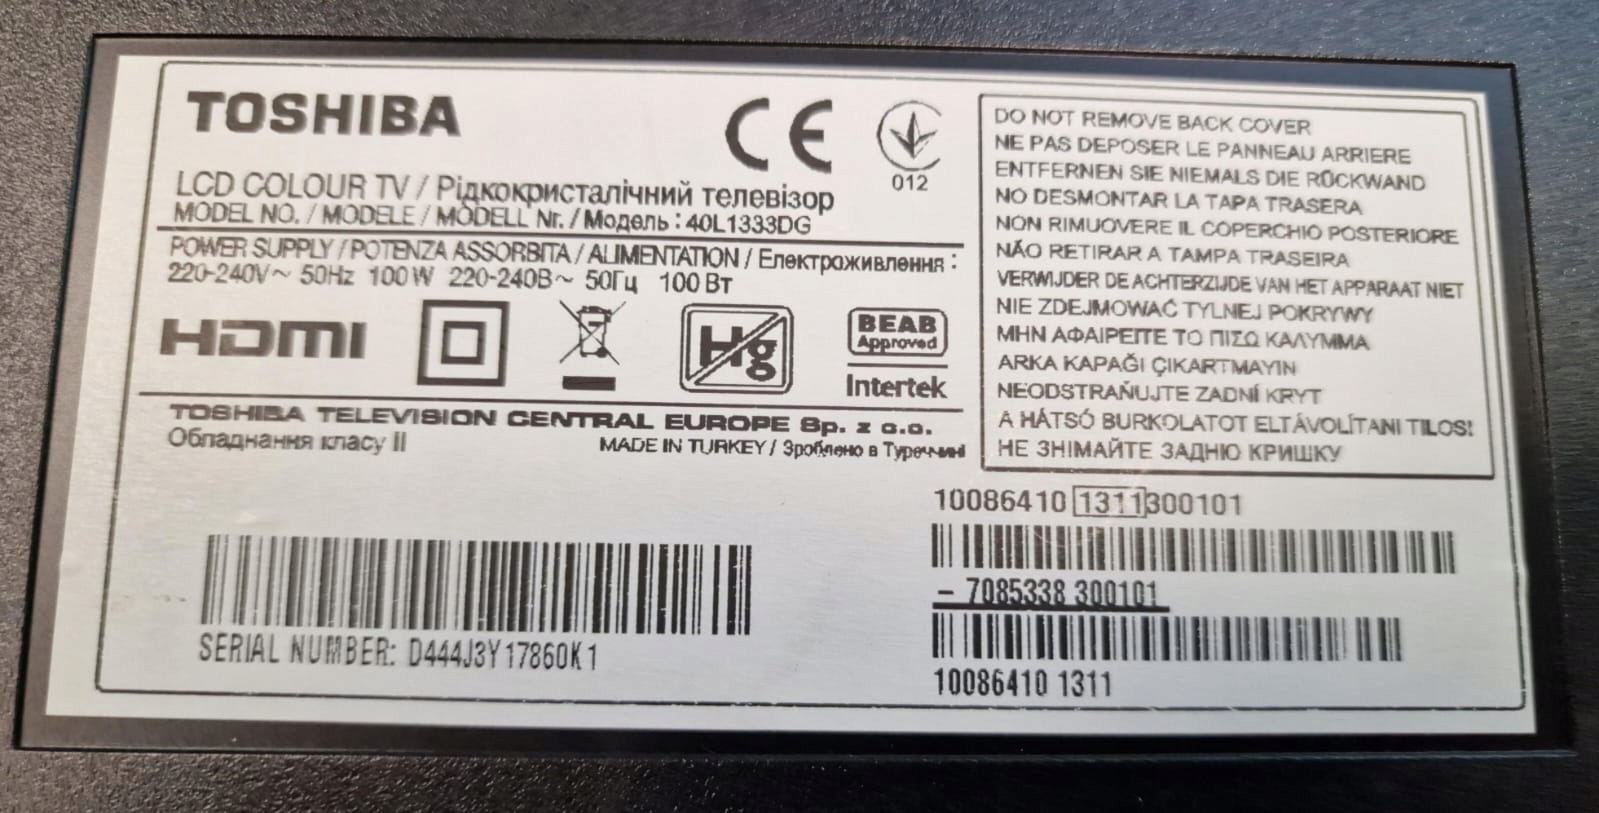 TOSHIBA
CE
012
LCD COLOUR TV / Рідкокристалічний телевізор
MODEL NO. / MODELE / MODELL Nr. / Модель : 40L1333DG
POWER SUPPLY / POTENZA ASSORBITA / ALIMENTATION / Електроживлення :
220-240V~ 50Hz 100W 220-240В~ 50Гц 100 Вт
HDMI
Hg
BEAB
Approved
Intertek
TOSHIBA TELEVISION CENTRAL EUROPE Sp. z o.o.
Обладнання класу II
MADE IN TURKEY / Зроблено в Туреччині
DO NOT REMOVE BACK COVER
NE PAS DEPOSER LE PANNEAU ARRIERE
ENTFERNEN SIE NIEMALS DIE RÜCKWAND
NO DESMONTAR LA TAPA TRASERA
NON RIMUOVERE IL COPERCHIO POSTERIORE
NÃO RETIRAR A TAMPA TRASEIRA
VERWIJDER DE ACHTERZIJDE VAN HET APPARAAT NIET
NIE ZDEJMOWAĆ TYLNEJ POKRYWY
ΜΗΝ ΑΦΑΙΡΕΙΤΕ ΤΟ ΠΙΣΩ ΚΑΛΥΜΜΑ
ARKA KAPAĞI ÇIKARTMAYIN
NEODSTRAŇUJTE ZADNÍ KRYT
A HÁTSÓ BURKOLATOT ELTÁVOLÍTANI TILOS!
НЕ ЗНІМАЙТЕ ЗАДНЮ КРИШКУ
10086410 1311 300101
- 7085338 300101
10086410 1311
SERIAL NUMBER: D444J3Y17860K1